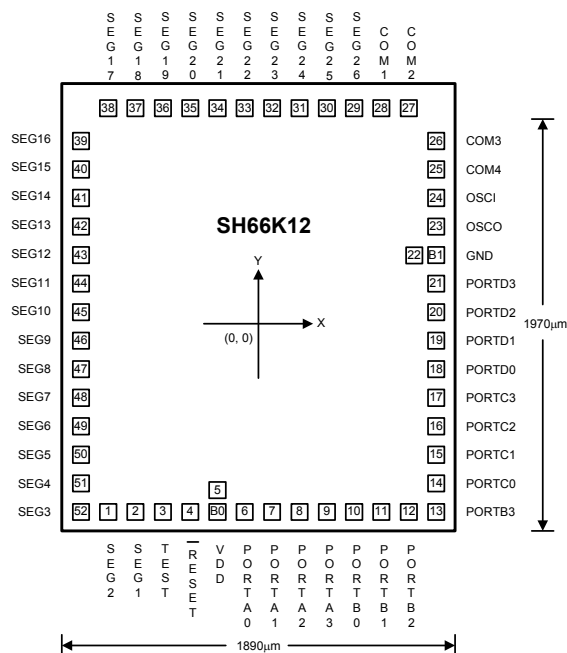 SEG17 SEG18 SEG19 SEG20 SEG21 SEG22 SEG23 SEG24 SEG25 SEG26 COM1 COM2
38 37 36 35 34 33 32 31 30 29 28 27
SEG16 39 26 COM3
SEG15 40 25 COM4
SEG14 41 24 OSCI
SEG13 42 SH66K12 23 OSCO
SEG12 43 22 B1 GND
Y
SEG11 44 21 PORTD3
SEG10 45 20 PORTD2
X
1970μm
(0, 0)
SEG9 46 19 PORTD1
SEG8 47 18 PORTD0
SEG7 48 17 PORTC3
SEG6 49 16 PORTC2
SEG5 50 15 PORTC1
SEG4 51 5 14 PORTC0
SEG3 52 1 2 3 4 B0 6 7 8 9 10 11 12 13 PORTB3
SEG2 SEG1 TEST RESET VDD PORTA0 PORTA1 PORTA2 PORTA3 PORTB0 PORTB1 PORTB2
1890μm